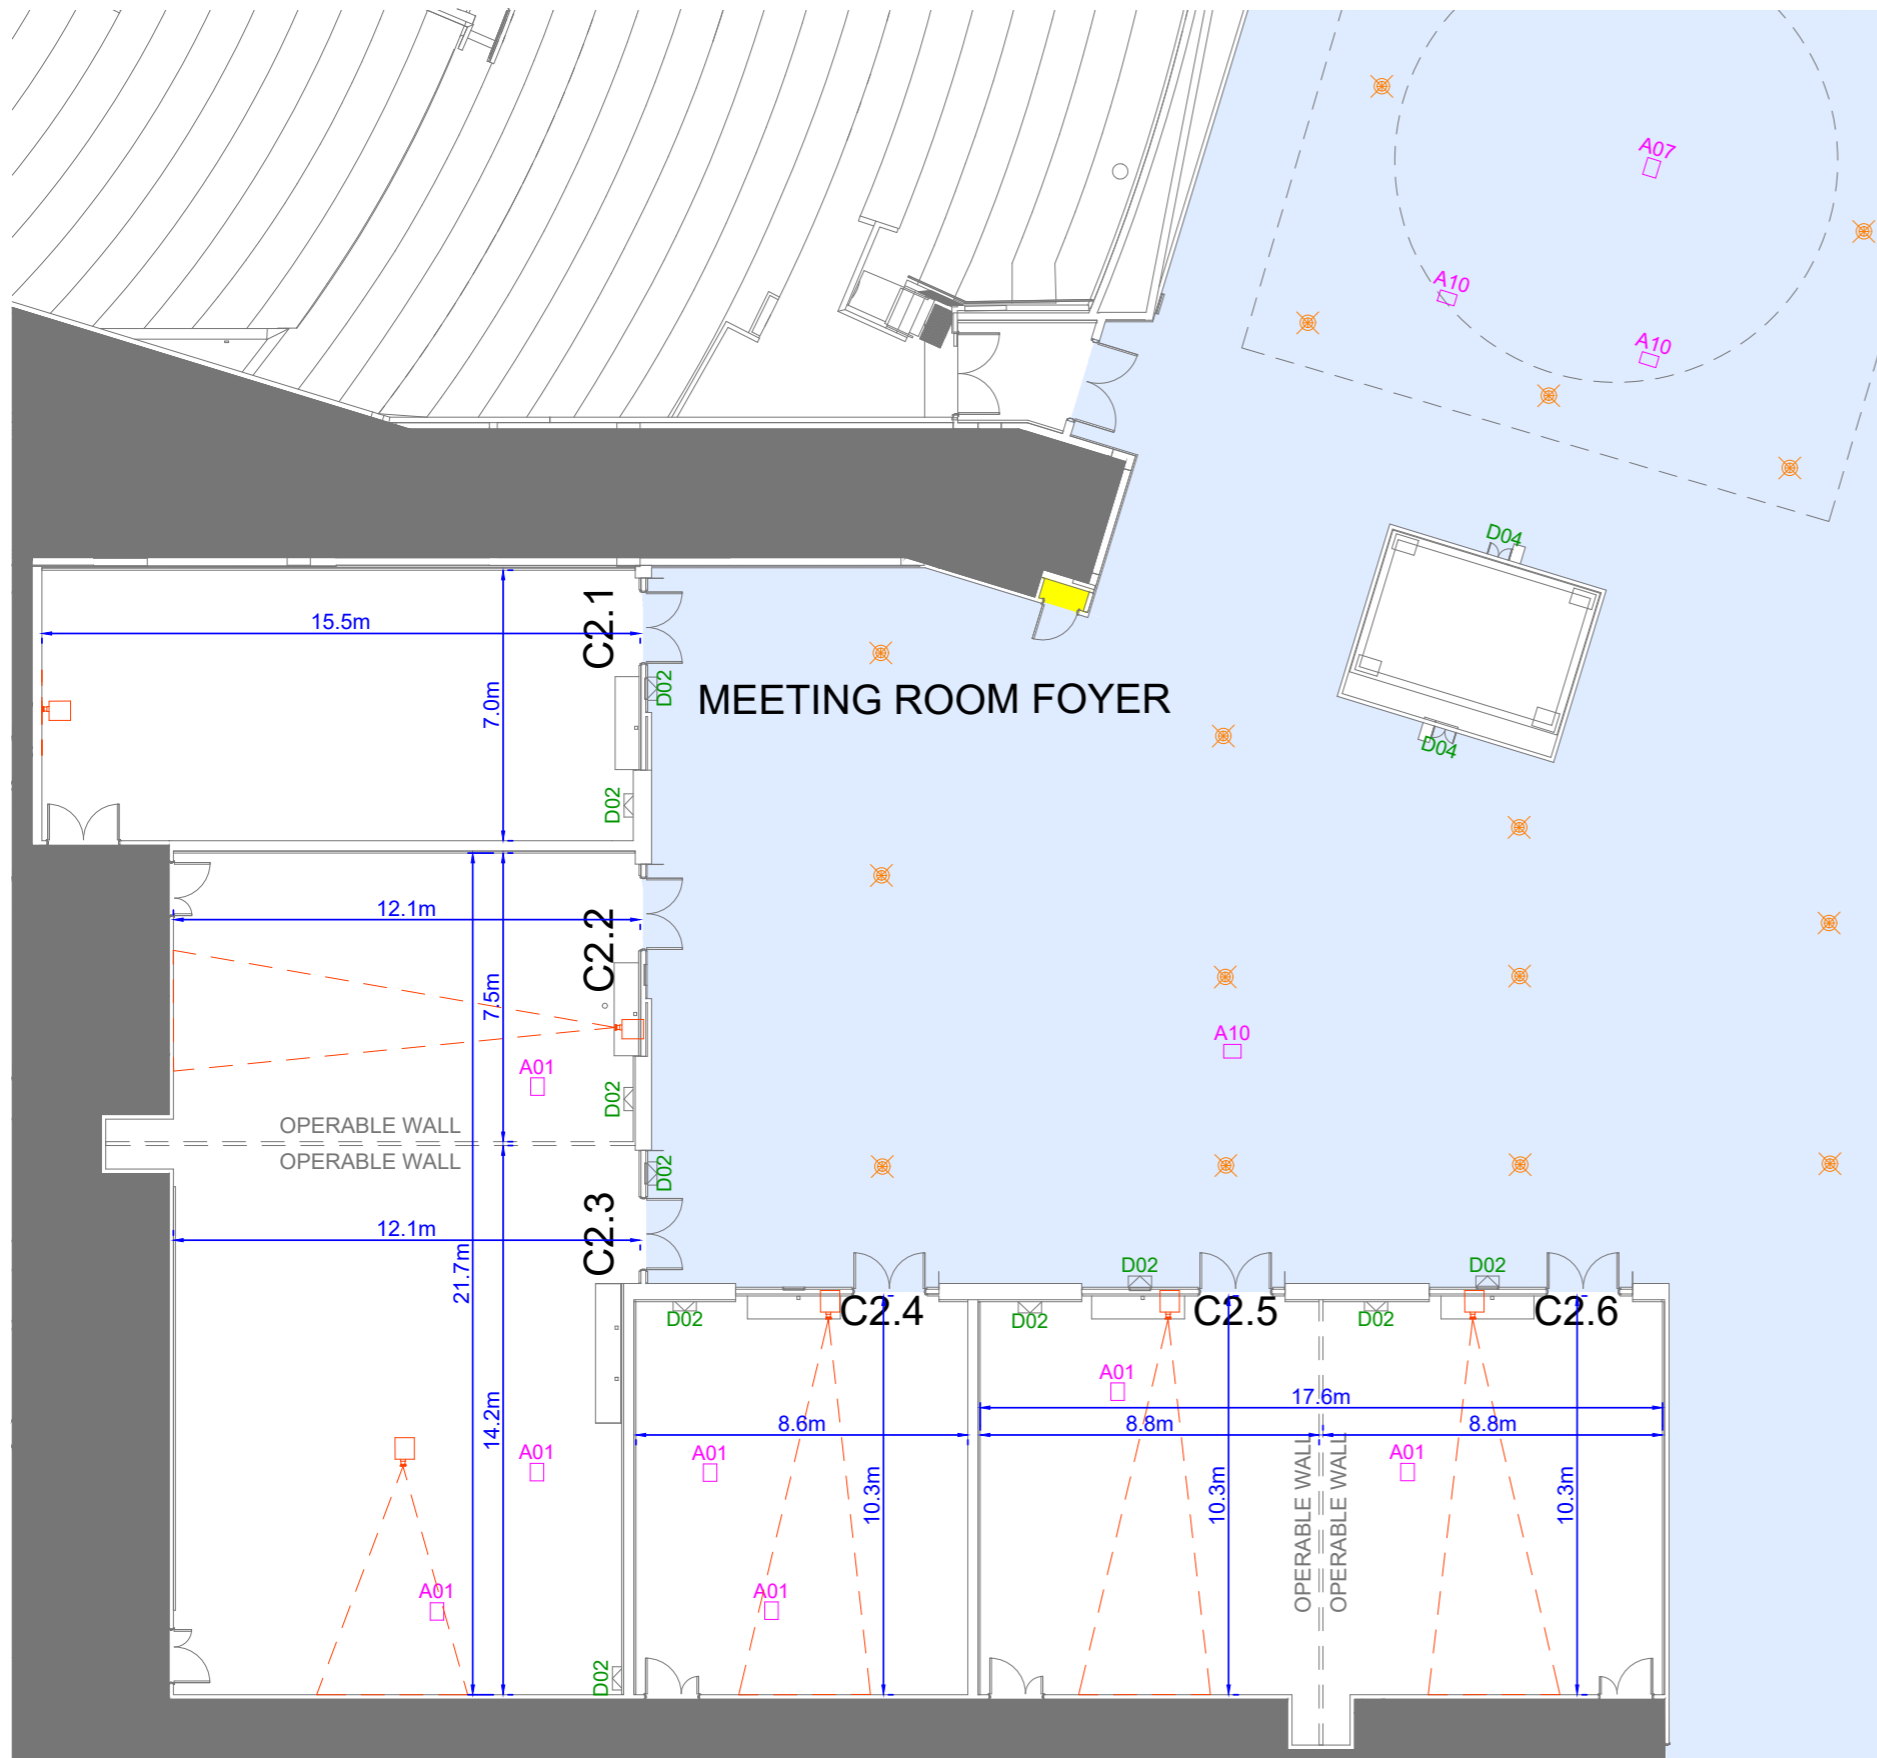 A07
A10
A10
D04
D04
C2.1
15.5m
7.0m
D02
MEETING ROOM FOYER
D02
12.1m
C2.2
7.5m
A01
D02
A10
OPERABLE WALL
OPERABLE WALL
D02
C2.3
12.1m
21.7m
14.2m
A01
A01
D02
D02
C2.4
8.6m
A01
A01
10.3m
D02
D02
C2.5
A01
17.6m
8.8m
10.3m
OPERABLE WALL
OPERABLE WALL
D02
D02
C2.6
8.8m
A01
10.3m